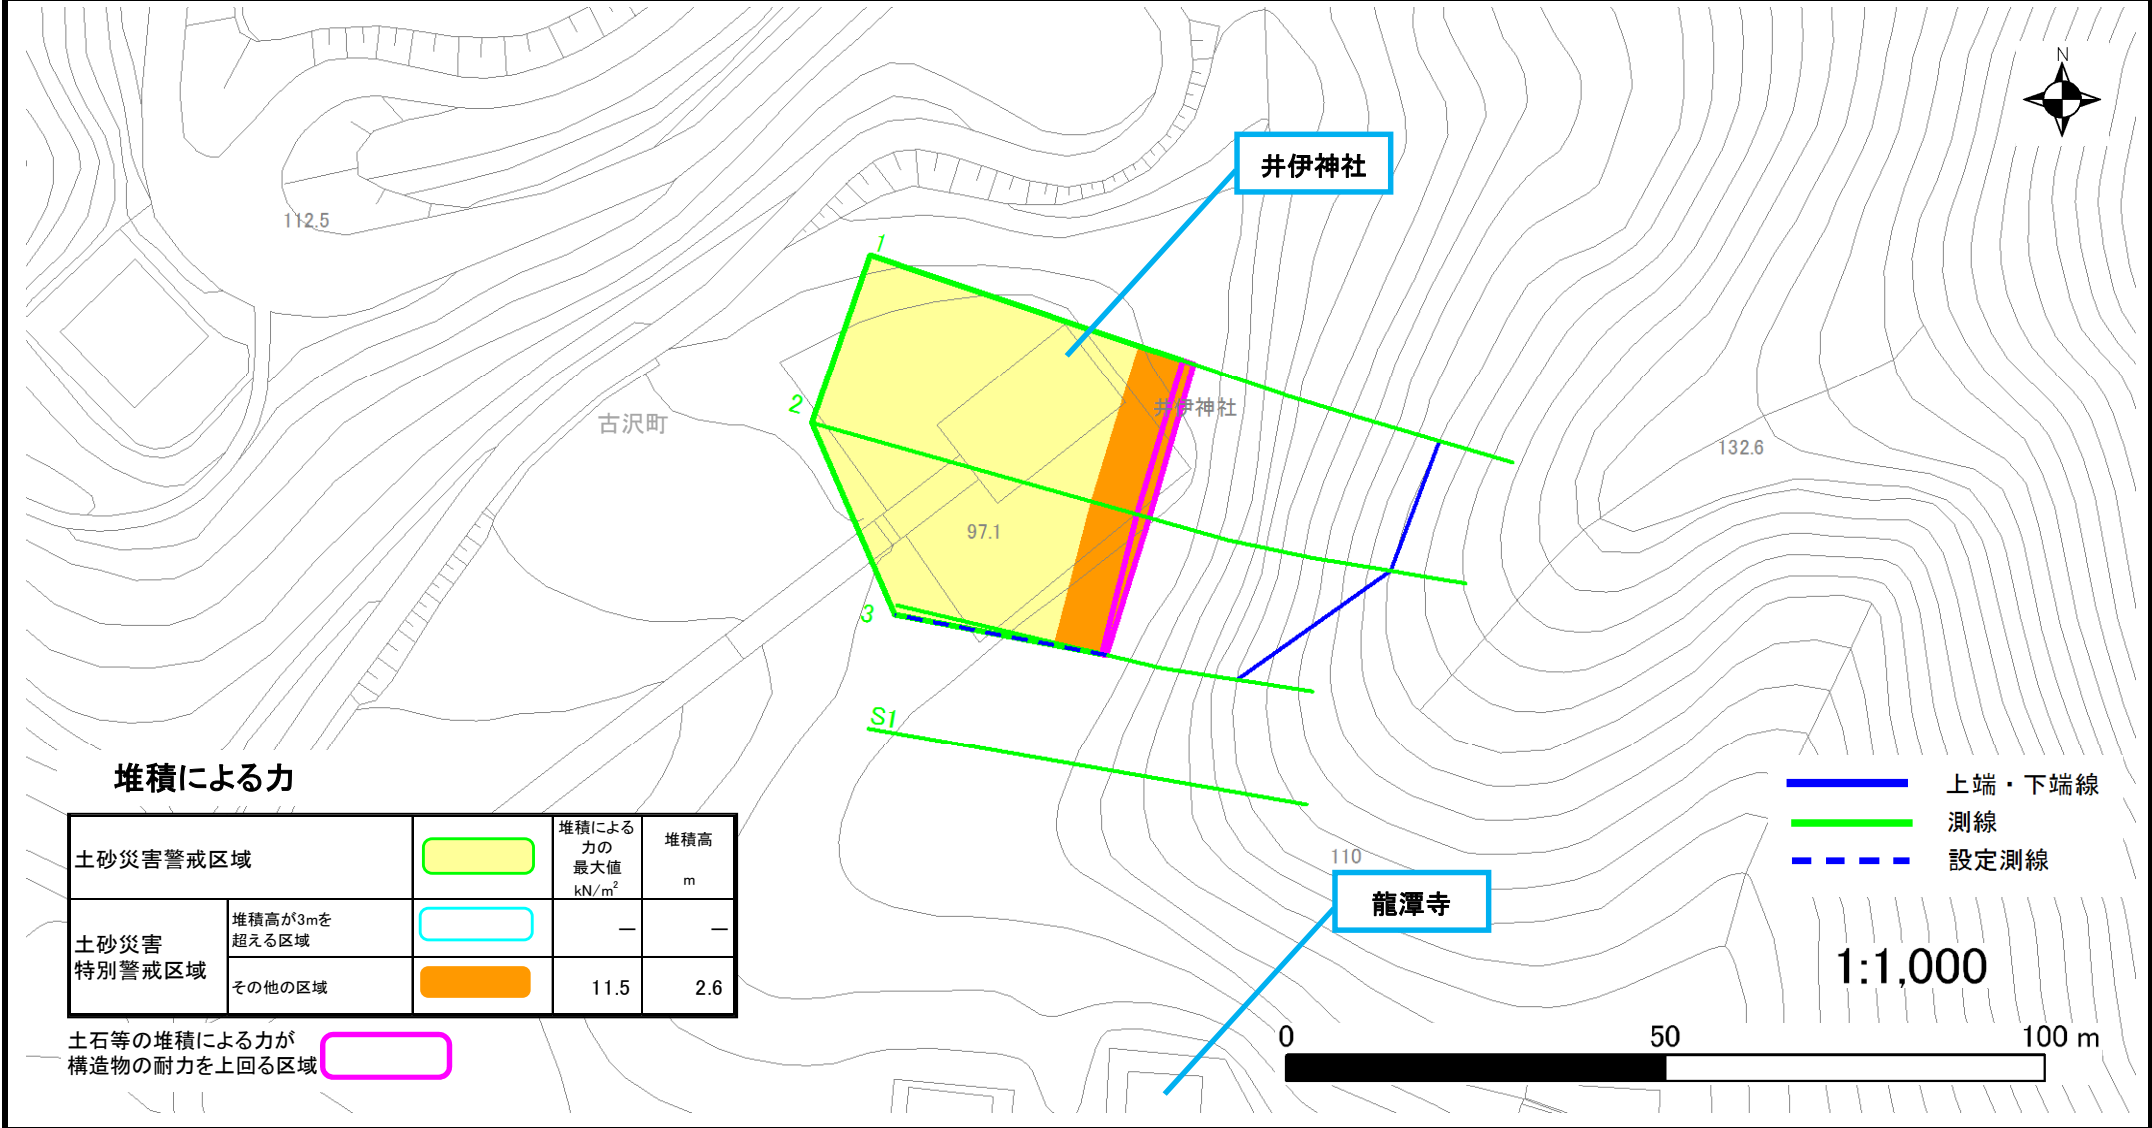 N
井伊神社
112.5
1
2
井伊神社
古沢町
132.6
97.1
3
S1
堆積による力
土砂災害警戒区域
堆積による
力の
最大値
kN/m²
堆積高
m
土砂災害
特別警戒区域
堆積高が3mを
超える区域
―
―
その他の区域
11.5
2.6
土石等の堆積による力が
構造物の耐力を上回る区域
上端・下端線
測線
設定測線
110
龍潭寺
1:1,000
0
50
100 m